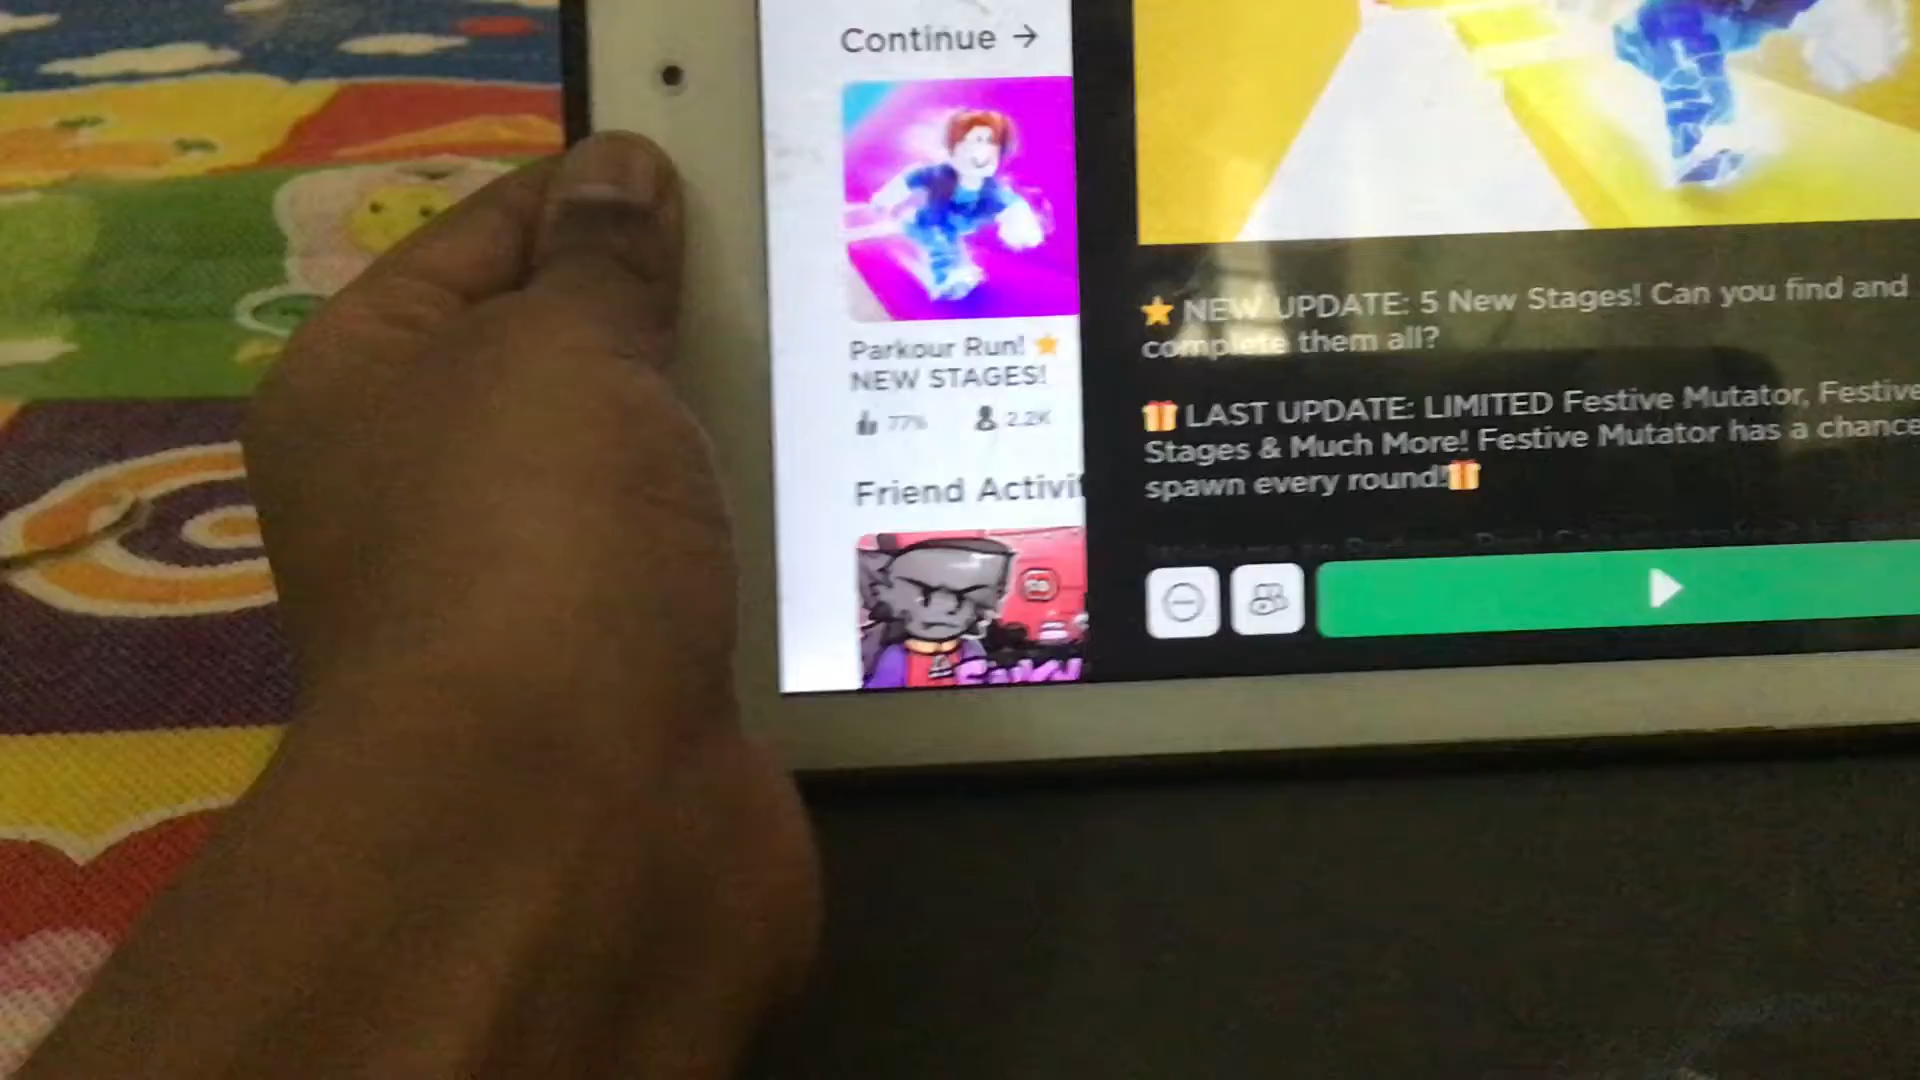 Continue →
Parkour Run! ⭐
NEW STAGES!
77% 2.2K
Friend Activi
⭐ NEW UPDATE: 5 New Stages! Can you find and
complete them all?
🎁 LAST UPDATE: LIMITED Festive Mutator, Festive
Stages & Much More! Festive Mutator has a chance
spawn every round!🎁